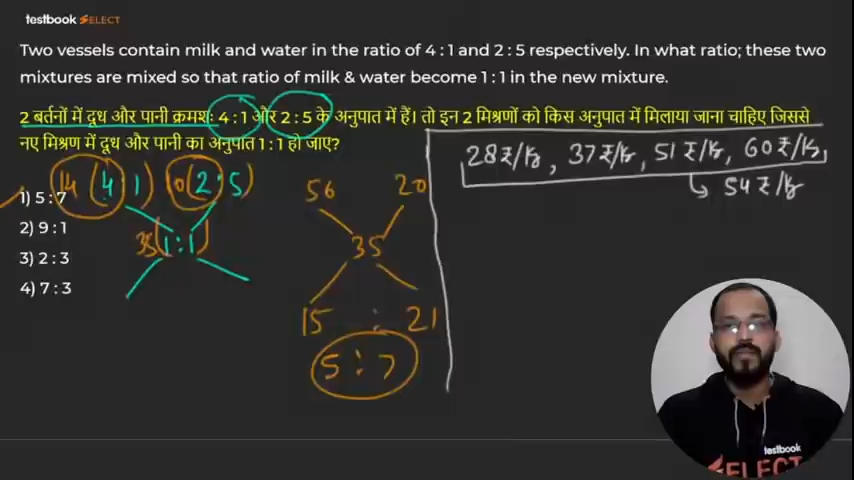 testbook SELECT
Two vessels contain milk and water in the ratio of 4 : 1 and 2 : 5 respectively. In what ratio; these two
mixtures are mixed so that ratio of milk & water become 1 : 1 in the new mixture.
2 बर्तनों में दूध और पानी क्रमशः 4 : 1 और 2 : 5 के अनुपात में हैं। तो इन 2 मिश्रणों को किस अनुपात में मिलाया जाना चाहिए जिससे
नए मिश्रण में दूध और पानी का अनुपात 1 : 1 हो जाए?
28₹/kg, 37₹/kg, 51₹/kg, 60₹/kg,
54₹/kg
14(4 : 1) 10(2 : 5)
56 20
1) 5 : 7
2) 9 : 1
3) 2 : 3
4) 7 : 3
35(1 : 1)
35
15 : 21
5 : 7
testbook
SELECT